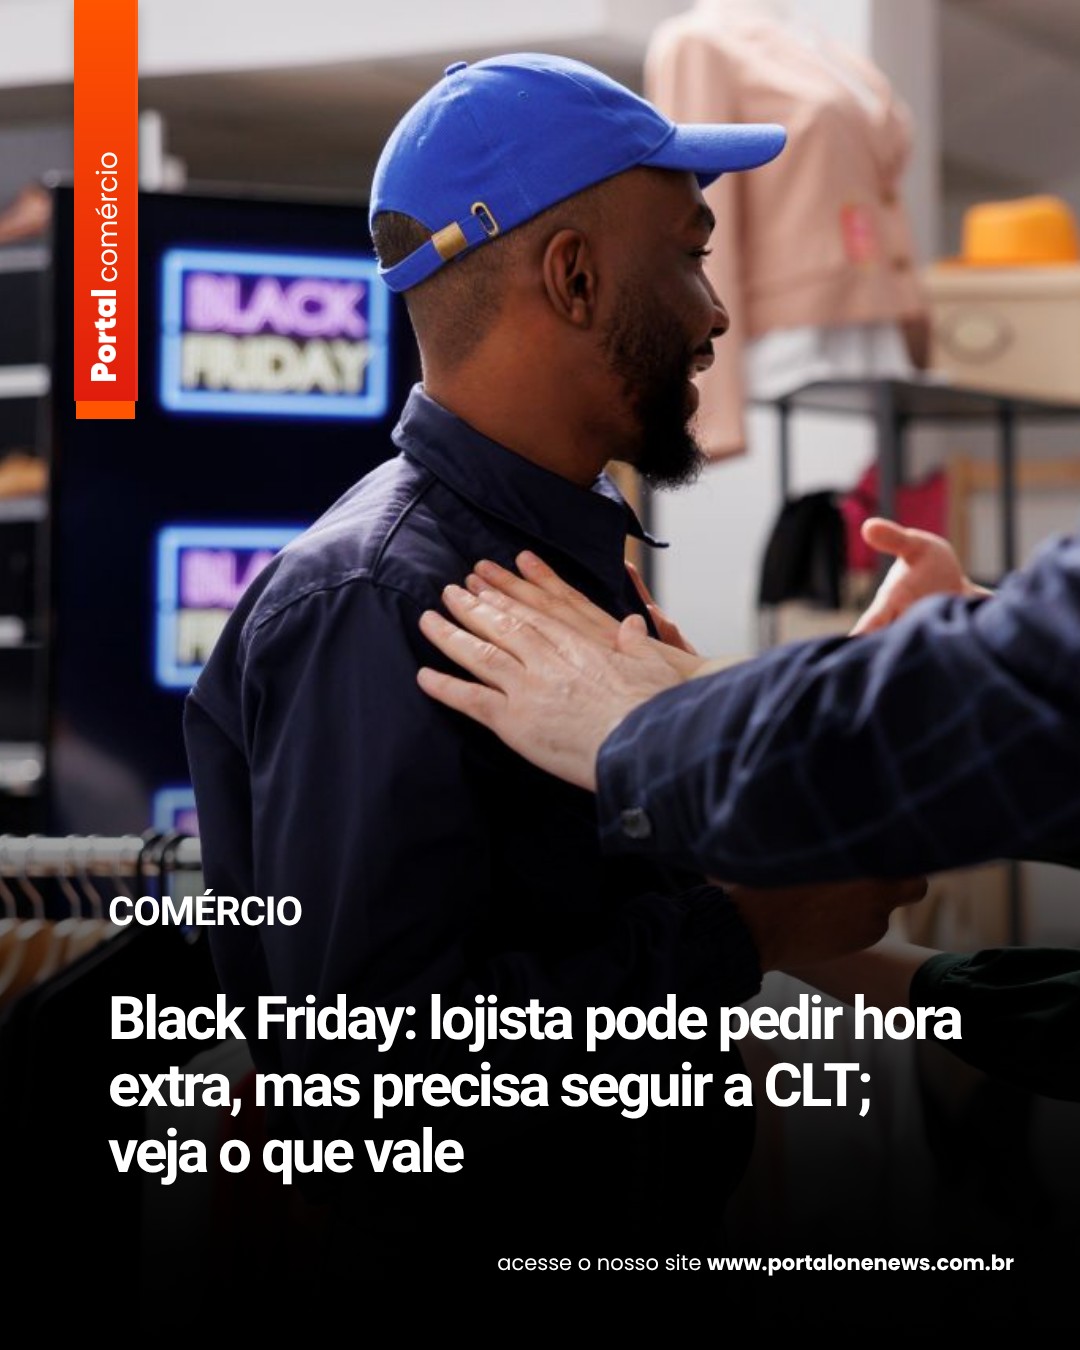 Portal comércio
BLACK
FRIDAY
COMÉRCIO
Black Friday: lojista pode pedir hora
extra, mas precisa seguir a CLT;
veja o que vale
acesse o nosso site www.portalonenews.com.br